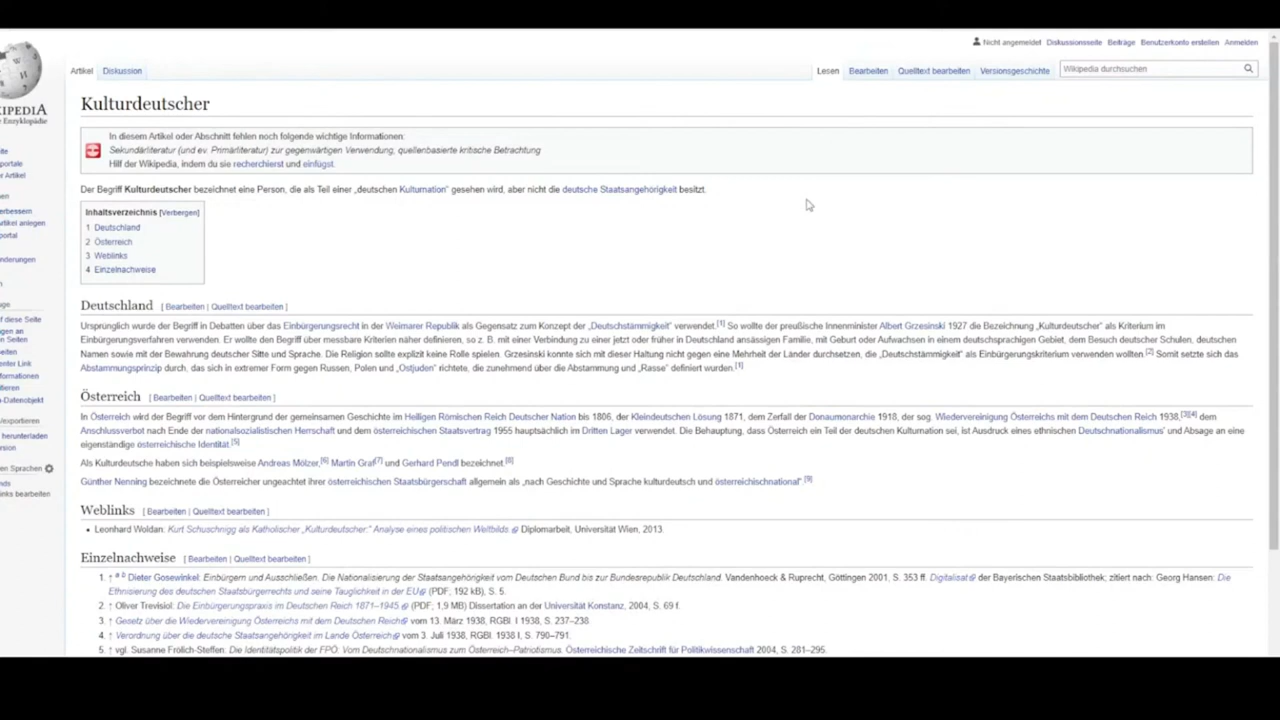 Nicht angemeldet Diskussionsseite Beiträge Benutzerkonto erstellen Anmelden
Artikel Diskussion Lesen Bearbeiten Quelltext bearbeiten Versionsgeschichte Wikipedia durchsuchen
IPEDIA
Enzyklopädie
Kulturdeutscher
In diesem Artikel oder Abschnitt fehlen noch folgende wichtige Informationen:
Sekundärliteratur (und ev. Primärliteratur) zur gegenwärtigen Verwendung, quellenbasierte kritische Betrachtung
Hilf der Wikipedia, indem du sie recherchierst und einfügst.
Der Begriff Kulturdeutscher bezeichnet eine Person, die als Teil einer „deutschen Kulturnation“ gesehen wird, aber nicht die deutsche Staatsangehörigkeit besitzt.
Inhaltsverzeichnis [Verbergen]
1 Deutschland
2 Österreich
3 Weblinks
4 Einzelnachweise
Deutschland [ Bearbeiten | Quelltext bearbeiten ]
Ursprünglich wurde der Begriff in Debatten über das Einbürgerungsrecht in der Weimarer Republik als Gegensatz zum Konzept der „Deutschstämmigkeit“ verwendet.[1] So wollte der preußische Innenminister Albert Grzesinski 1927 die Bezeichnung „Kulturdeutscher“ als Kriterium im
Einbürgerungsverfahren verwenden. Er wollte den Begriff über messbare Kriterien näher definieren, so z. B. mit einer Verbindung zu einer jetzt oder früher in Deutschland ansässigen Familie, mit Geburt oder Aufwachsen in einem deutschsprachigen Gebiet, dem Besuch deutscher Schulen, deutschen
Namen sowie mit der Bewahrung deutscher Sitte und Sprache. Die Religion sollte explizit keine Rolle spielen. Grzesinski konnte sich mit dieser Haltung nicht gegen eine Mehrheit der Länder durchsetzen, die „Deutschstämmigkeit“ als Einbürgerungskriterium verwenden wollten.[2] Somit setzte sich das
Abstammungsprinzip durch, das sich in extremer Form gegen Russen, Polen und „Ostjuden“ richtete, die zunehmend über die Abstammung und „Rasse“ definiert wurden.[1]
Österreich [ Bearbeiten | Quelltext bearbeiten ]
In Österreich wird der Begriff vor dem Hintergrund der gemeinsamen Geschichte im Heiligen Römischen Reich Deutscher Nation bis 1806, der Kleindeutschen Lösung 1871, dem Zerfall der Donaumonarchie 1918, der sog. Wiedervereinigung Österreichs mit dem Deutschen Reich 1938,[3][4] dem
Anschlussverbot nach Ende der nationalsozialistischen Herrschaft und dem österreichischen Staatsvertrag 1955 hauptsächlich im Dritten Lager verwendet. Die Behauptung, dass Österreich ein Teil der deutschen Kulturnation sei, ist Ausdruck eines ethnischen Deutschnationalismus' und Absage an eine
eigenständige österreichische Identität.[5]
Als Kulturdeutsche haben sich beispielsweise Andreas Mölzer,[6] Martin Graf[7] und Gerhard Pendl bezeichnet.[8]
Günther Nenning bezeichnete die Österreicher ungeachtet ihrer österreichischen Staatsbürgerschaft allgemein als „nach Geschichte und Sprache kulturdeutsch und österreichischnational“.[9]
Weblinks [ Bearbeiten | Quelltext bearbeiten ]
• Leonhard Woldan: Kurt Schuschnigg als Katholischer „Kulturdeutscher:“ Analyse eines politischen Weltbilds Diplomarbeit, Universität Wien, 2013.
Einzelnachweise [ Bearbeiten | Quelltext bearbeiten ]
1. ↑ a b Dieter Gosewinkel: Einbürgern und Ausschließen. Die Nationalisierung der Staatsangehörigkeit vom Deutschen Bund bis zur Bundesrepublik Deutschland. Vandenhoeck & Ruprecht, Göttingen 2001, S. 353 ff. Digitalisat der Bayerischen Staatsbibliothek; zitiert nach: Georg Hansen: Die
Ethnisierung des deutschen Staatsbürgerrechts und seine Tauglichkeit in der EU (PDF; 192 kB), S. 5.
2. ↑ Oliver Trevisiol: Die Einbürgerungspraxis im Deutschen Reich 1871–1945 (PDF; 1,9 MB) Dissertation an der Universität Konstanz, 2004, S. 69 f.
3. ↑ Gesetz über die Wiedervereinigung Österreichs mit dem Deutschen Reich vom 13. März 1938, RGBl. I 1938, S. 237–238.
4. ↑ Verordnung über die deutsche Staatsangehörigkeit im Lande Österreich vom 3. Juli 1938, RGBl. 1938 I, S. 790–791.
5. ↑ vgl. Susanne Frölich-Steffen: Die Identitätspolitik der FPÖ: Vom Deutschnationalismus zum Österreich–Patriotismus. Österreichische Zeitschrift für Politikwissenschaft 2004, S. 281–295.